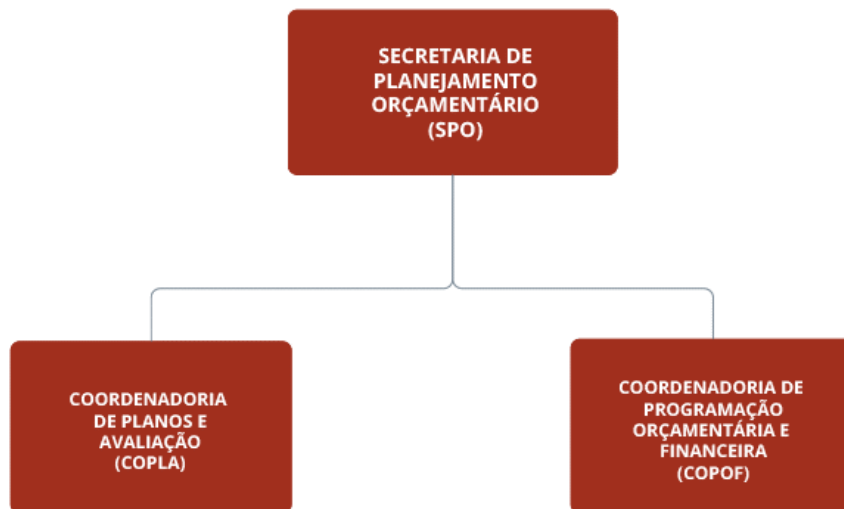 SECRETARIA DE
PLANEJAMENTO
ORÇAMENTÁRIO
(SPO)
COORDENADORIA
DE PLANOS E
AVALIAÇÃO
(COPLA)
COORDENADORIA DE
PROGRAMAÇÃO
ORÇAMENTÁRIA E
FINANCEIRA
(COPOF)